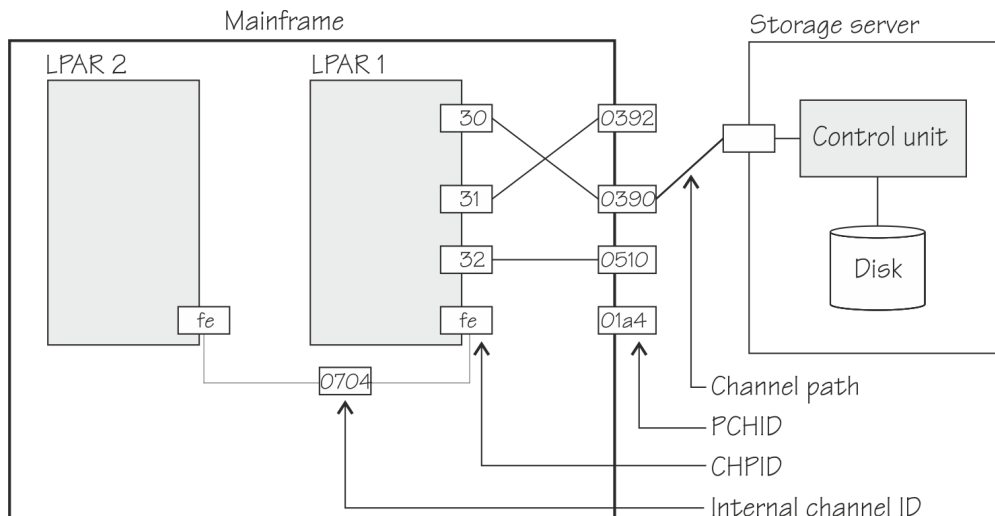 Mainframe
Storage server
LPAR 2
LPAR 1
30
0392
31
0390
32
0510
fe
fe
01a4
0704
Control unit
Disk
Channel path
PCHID
CHPID
Internal channel ID